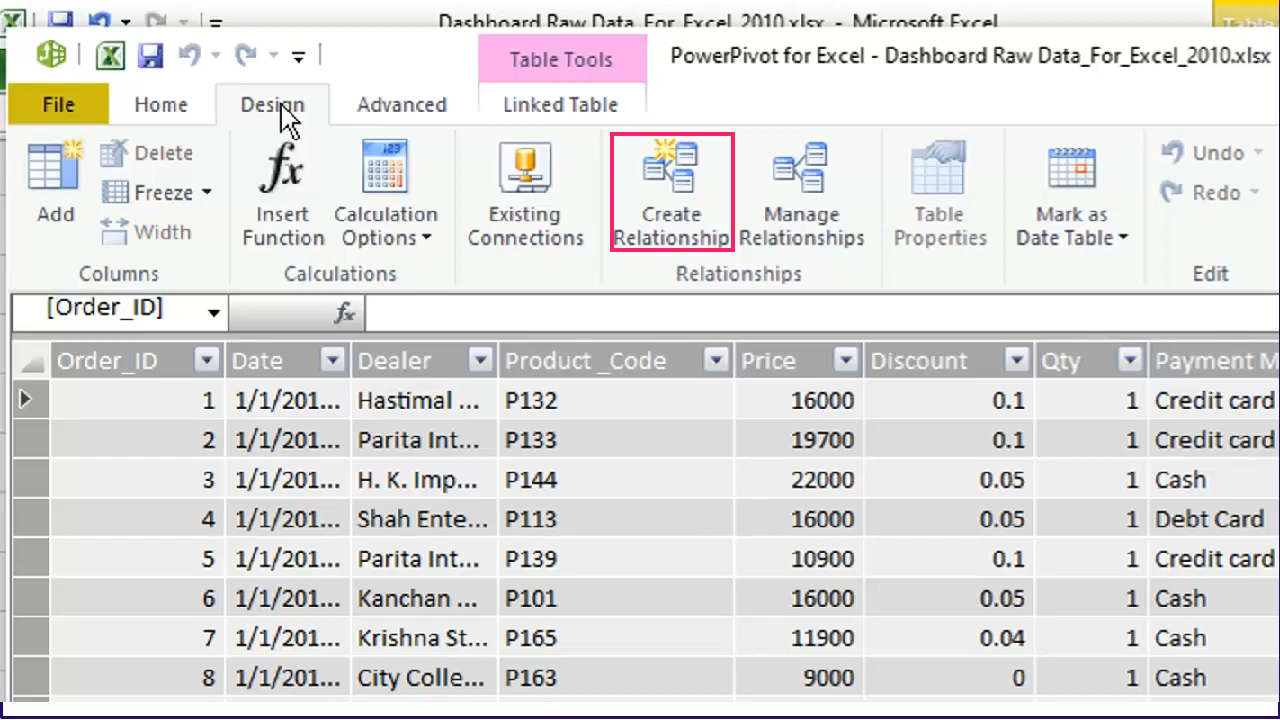 Dashboard Raw Data_For_Excel_2010.xlsx - Microsoft Excel
Table
Table Tools
PowerPivot for Excel - Dashboard Raw Data_For_Excel_2010.xlsx
File Home Design Advanced Linked Table
Add
Delete
Freeze
Width
Insert Function
Calculation Options
Existing Connections
Create Relationship
Manage Relationships
Table Properties
Mark as Date Table
Undo
Redo
Columns Calculations Relationships Edit
[Order_ID] fx
Order_ID Date Dealer Product _Code Price Discount Qty Payment M
1 1/1/201... Hastimal ... P132 16000 0.1 1 Credit card
2 1/1/201... Parita Int... P133 19700 0.1 1 Credit card
3 1/1/201... H. K. Imp... P144 22000 0.05 1 Cash
4 1/1/201... Shah Ente... P113 16000 0.05 1 Debt Card
5 1/1/201... Parita Int... P139 10900 0.1 1 Credit card
6 1/1/201... Kanchan ... P101 16000 0.05 1 Cash
7 1/1/201... Krishna St... P165 11900 0.04 1 Cash
8 1/1/201... City Colle... P163 9000 0 1 Cash